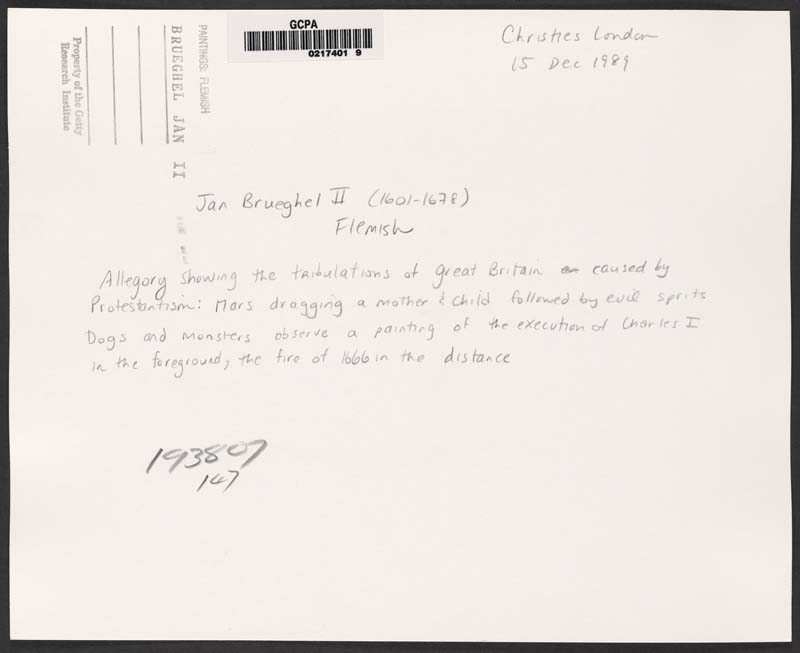 GCPA
0217401 9
Christies London
15 Dec 1989
PAINTINGS: FLEMISH
BRUEGHEL JAN II
Property of the Getty
Research Institute
Jan Brueghel II (1601-1678)
Flemish
Allegory showing the tribulations of great Britain caused by
Protestantism: Mars dragging a mother & child followed by evil sprits
Dogs and monsters observe a painting of the execution of Charles I
in the foreground, the fire of 1666 in the distance
193807
147